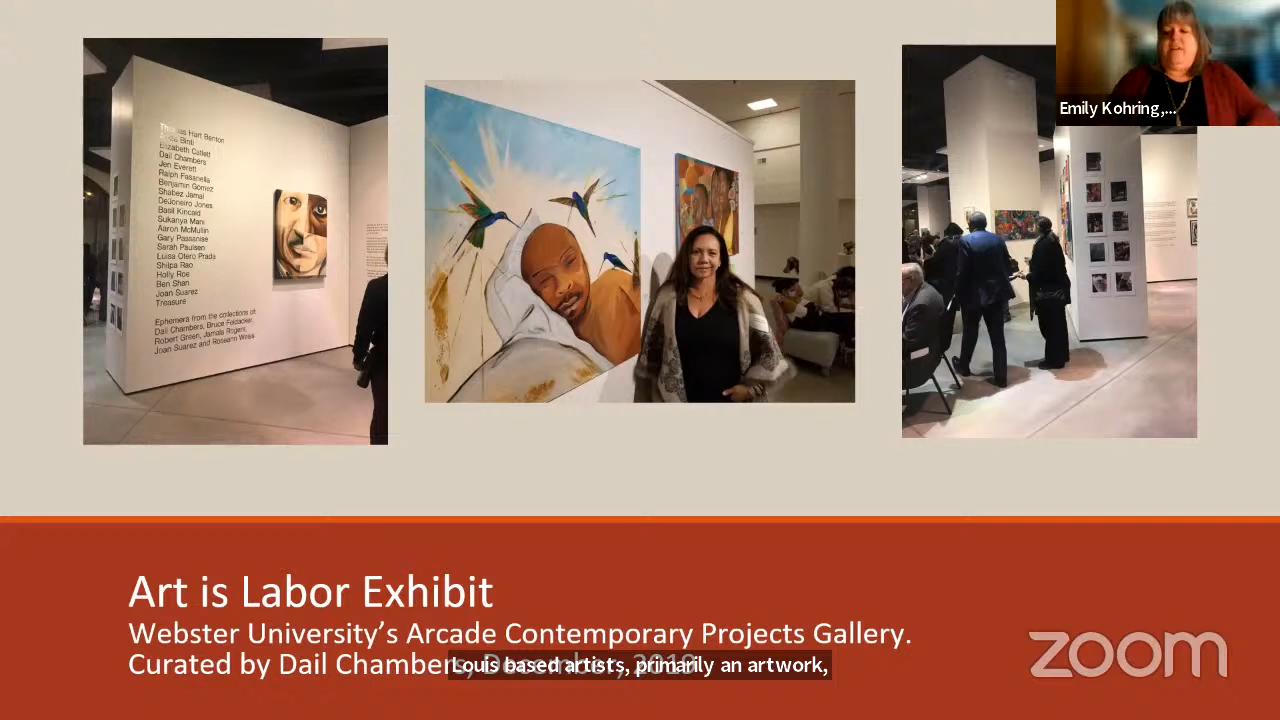 Emily Kohring,...
Hart Benton
Elizabeth Catlett
Dail Chambers
Jen Everett
Ralph Fasanella
Benjamin Gomez
Shabez Jamal
DeJoneiro Jones
Basil Kincaid
Sukanya Mani
Aaron McMullin
Gary Passanise
Sarah Paulsen
Luisa Otero Prada
Shilpa Rao
Holly Roe
Ben Shan
Joan Suarez
Treasure
Ephemera from the collections of:
Dail Chambers, Bruce Feldacker,
Robert Green, Jamala Rogers,
Joan Suarez and Roseann Weiss
Art is Labor Exhibit
Webster University’s Arcade Contemporary Projects Gallery.
Curated by Dail Chambers, December, 2019
Louis based artists, primarily an artwork,
zoom